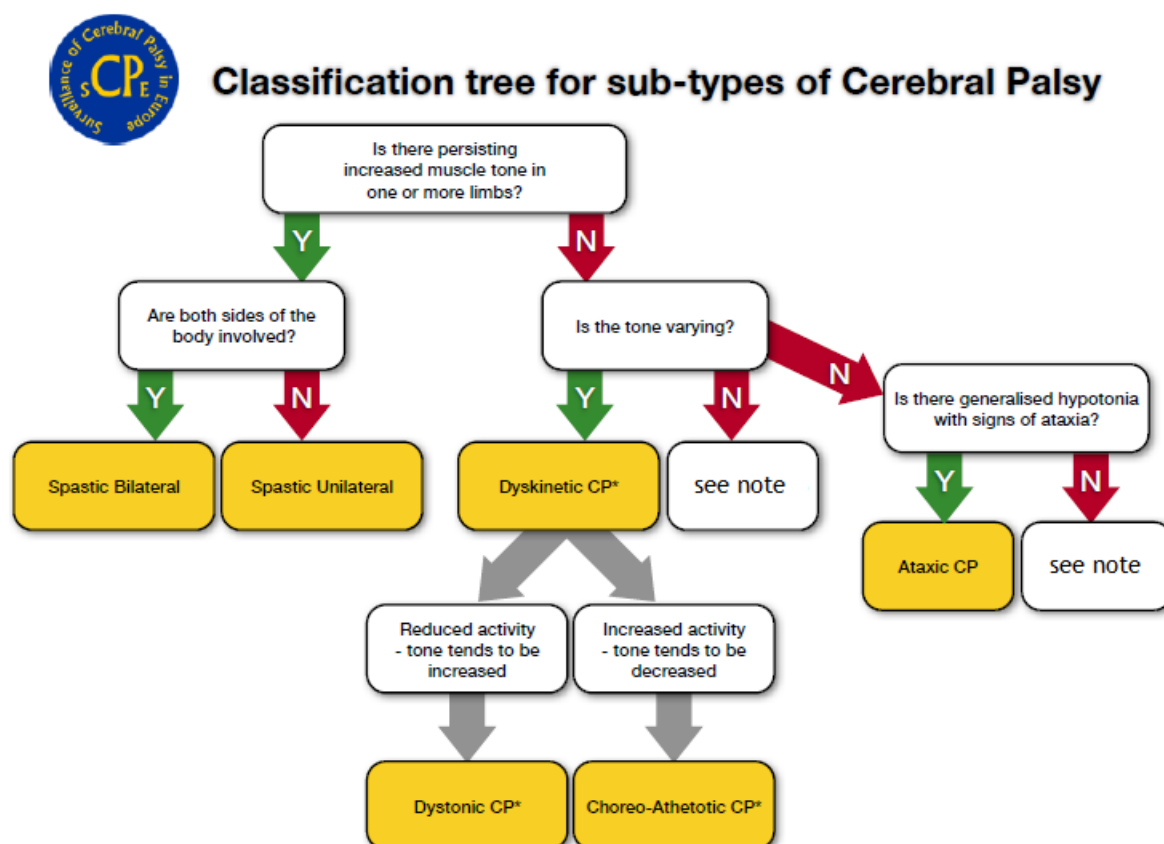 Surveillance of Cerebral Palsy in Europe
SCPE
Classification tree for sub-types of Cerebral Palsy
Is there persisting
increased muscle tone in
one or more limbs?
Y
N
Are both sides of the
body involved?
Is the tone varying?
Y
N
Y
N
N
Is there generalised hypotonia
with signs of ataxia?
Spastic Bilateral
Spastic Unilateral
Dyskinetic CP*
see note
Y
N
Ataxic CP
see note
Reduced activity
- tone tends to be
increased
Increased activity
- tone tends to be
decreased
Dystonic CP*
Choreo-Athetotic CP*